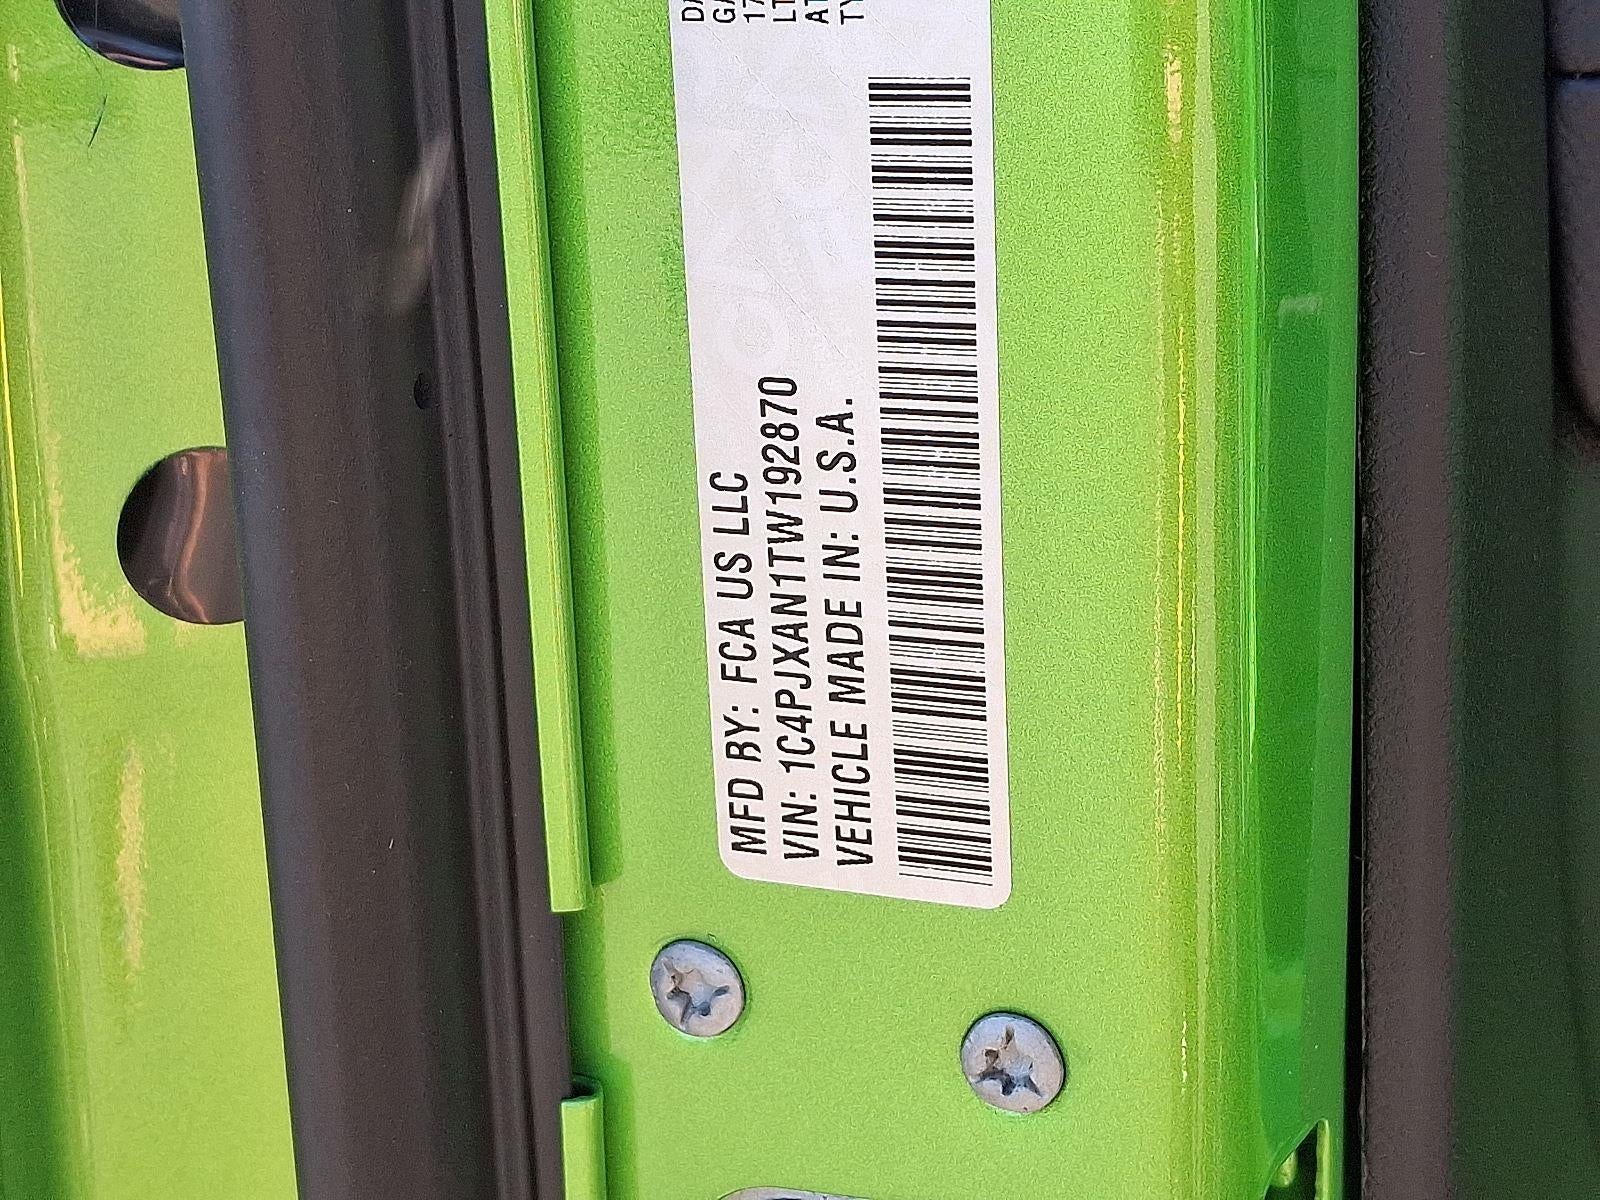 MFD BY: FCA US LLC
VIN: 1C4PJXAN1TW192870
VEHICLE MADE IN: U.S.A.